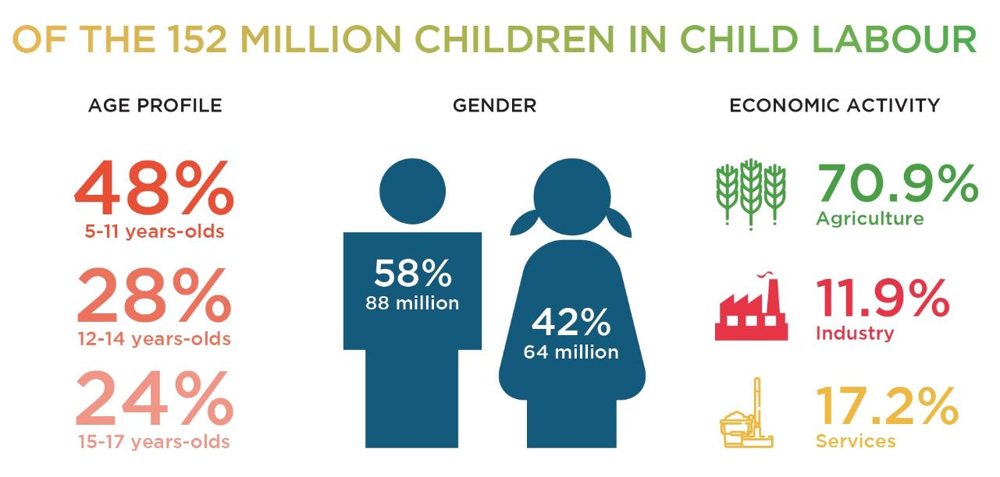 OF THE 152 MILLION CHILDREN IN CHILD LABOUR
AGE PROFILE
48%
5-11 years-olds
28%
12-14 years-olds
24%
15-17 years-olds
GENDER
58%
88 million
42%
64 million
ECONOMIC ACTIVITY
70.9%
Agriculture
11.9%
Industry
17.2%
Services